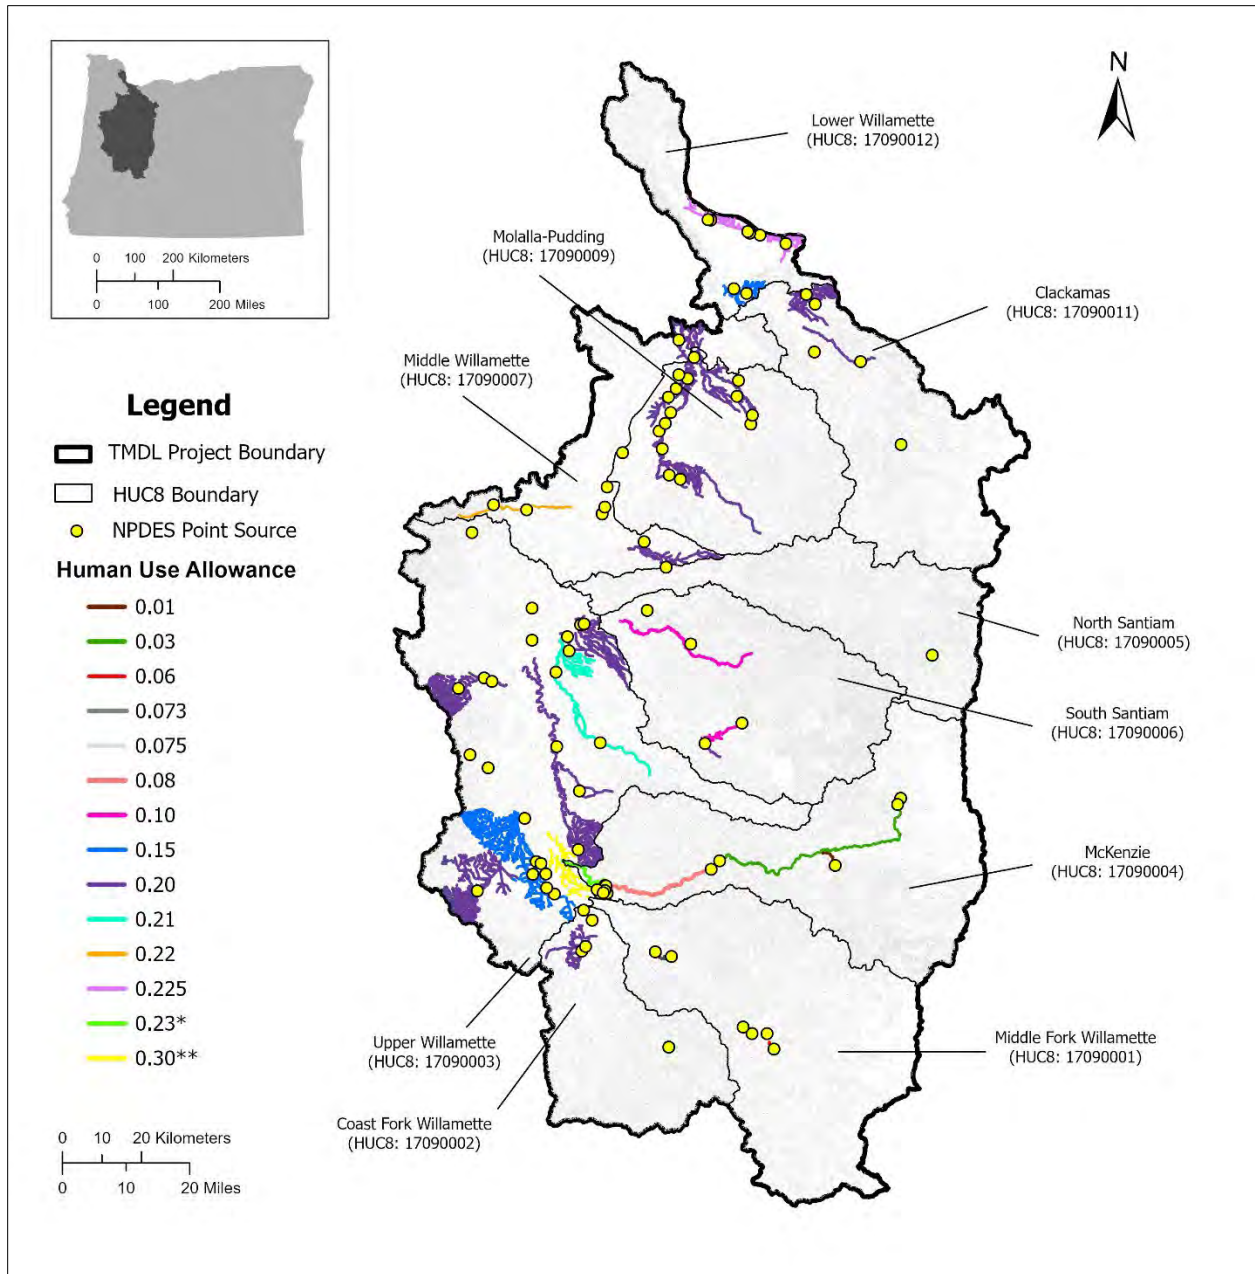 N
Lower Willamette
(HUC8: 17090012)
0 100 200 Kilometers
0 100 200 Miles
Molalla-Pudding
(HUC8: 17090009)
Clackamas
(HUC8: 17090011)
Middle Willamette
(HUC8: 17090007)
Legend
TMDL Project Boundary
HUC8 Boundary
NPDES Point Source
Human Use Allowance
0.01
0.03
0.06
0.073
0.075
0.08
0.10
0.15
0.20
0.21
0.22
0.225
0.23*
0.30**
North Santiam
(HUC8: 17090005)
South Santiam
(HUC8: 17090006)
McKenzie
(HUC8: 17090004)
Upper Willamette
(HUC8: 17090003)
Middle Fork Willamette
(HUC8: 17090001)
Coast Fork Willamette
(HUC8: 17090002)
0 10 20 Kilometers
0 10 20 Miles